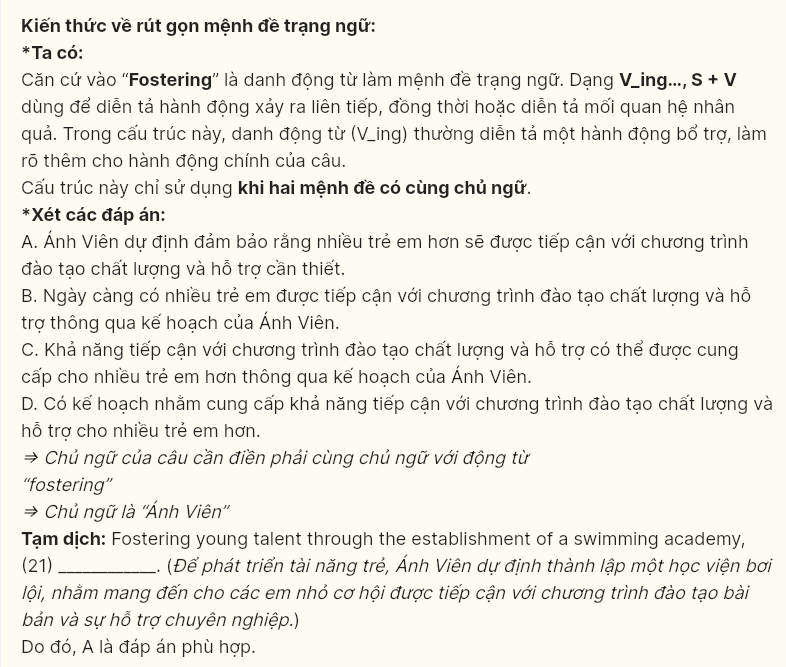 Kiến thức về rút gọn mệnh đề trạng ngữ:
*Ta có:
Căn cứ vào “Fostering” là danh động từ làm mệnh đề trạng ngữ. Dạng V_ing…, S + V
dùng để diễn tả hành động xảy ra liên tiếp, đồng thời hoặc diễn tả mối quan hệ nhân
quả. Trong cấu trúc này, danh động từ (V_ing) thường diễn tả một hành động bổ trợ, làm
rõ thêm cho hành động chính của câu.
Cấu trúc này chỉ sử dụng khi hai mệnh đề có cùng chủ ngữ.
*Xét các đáp án:
A. Ánh Viên dự định đảm bảo rằng nhiều trẻ em hơn sẽ được tiếp cận với chương trình
đào tạo chất lượng và hỗ trợ cần thiết.
B. Ngày càng có nhiều trẻ em được tiếp cận với chương trình đào tạo chất lượng và hỗ
trợ thông qua kế hoạch của Ánh Viên.
C. Khả năng tiếp cận với chương trình đào tạo chất lượng và hỗ trợ có thể được cung
cấp cho nhiều trẻ em hơn thông qua kế hoạch của Ánh Viên.
D. Có kế hoạch nhằm cung cấp khả năng tiếp cận với chương trình đào tạo chất lượng và
hỗ trợ cho nhiều trẻ em hơn.
⇒ Chủ ngữ của câu cần điền phải cùng chủ ngữ với động từ
“fostering”
⇒ Chủ ngữ là “Ánh Viên”
Tạm dịch: Fostering young talent through the establishment of a swimming academy,
(21) ____________. (Để phát triển tài năng trẻ, Ánh Viên dự định thành lập một học viện bơi
lội, nhằm mang đến cho các em nhỏ cơ hội được tiếp cận với chương trình đào tạo bài
bản và sự hỗ trợ chuyên nghiệp.)
Do đó, A là đáp án phù hợp.